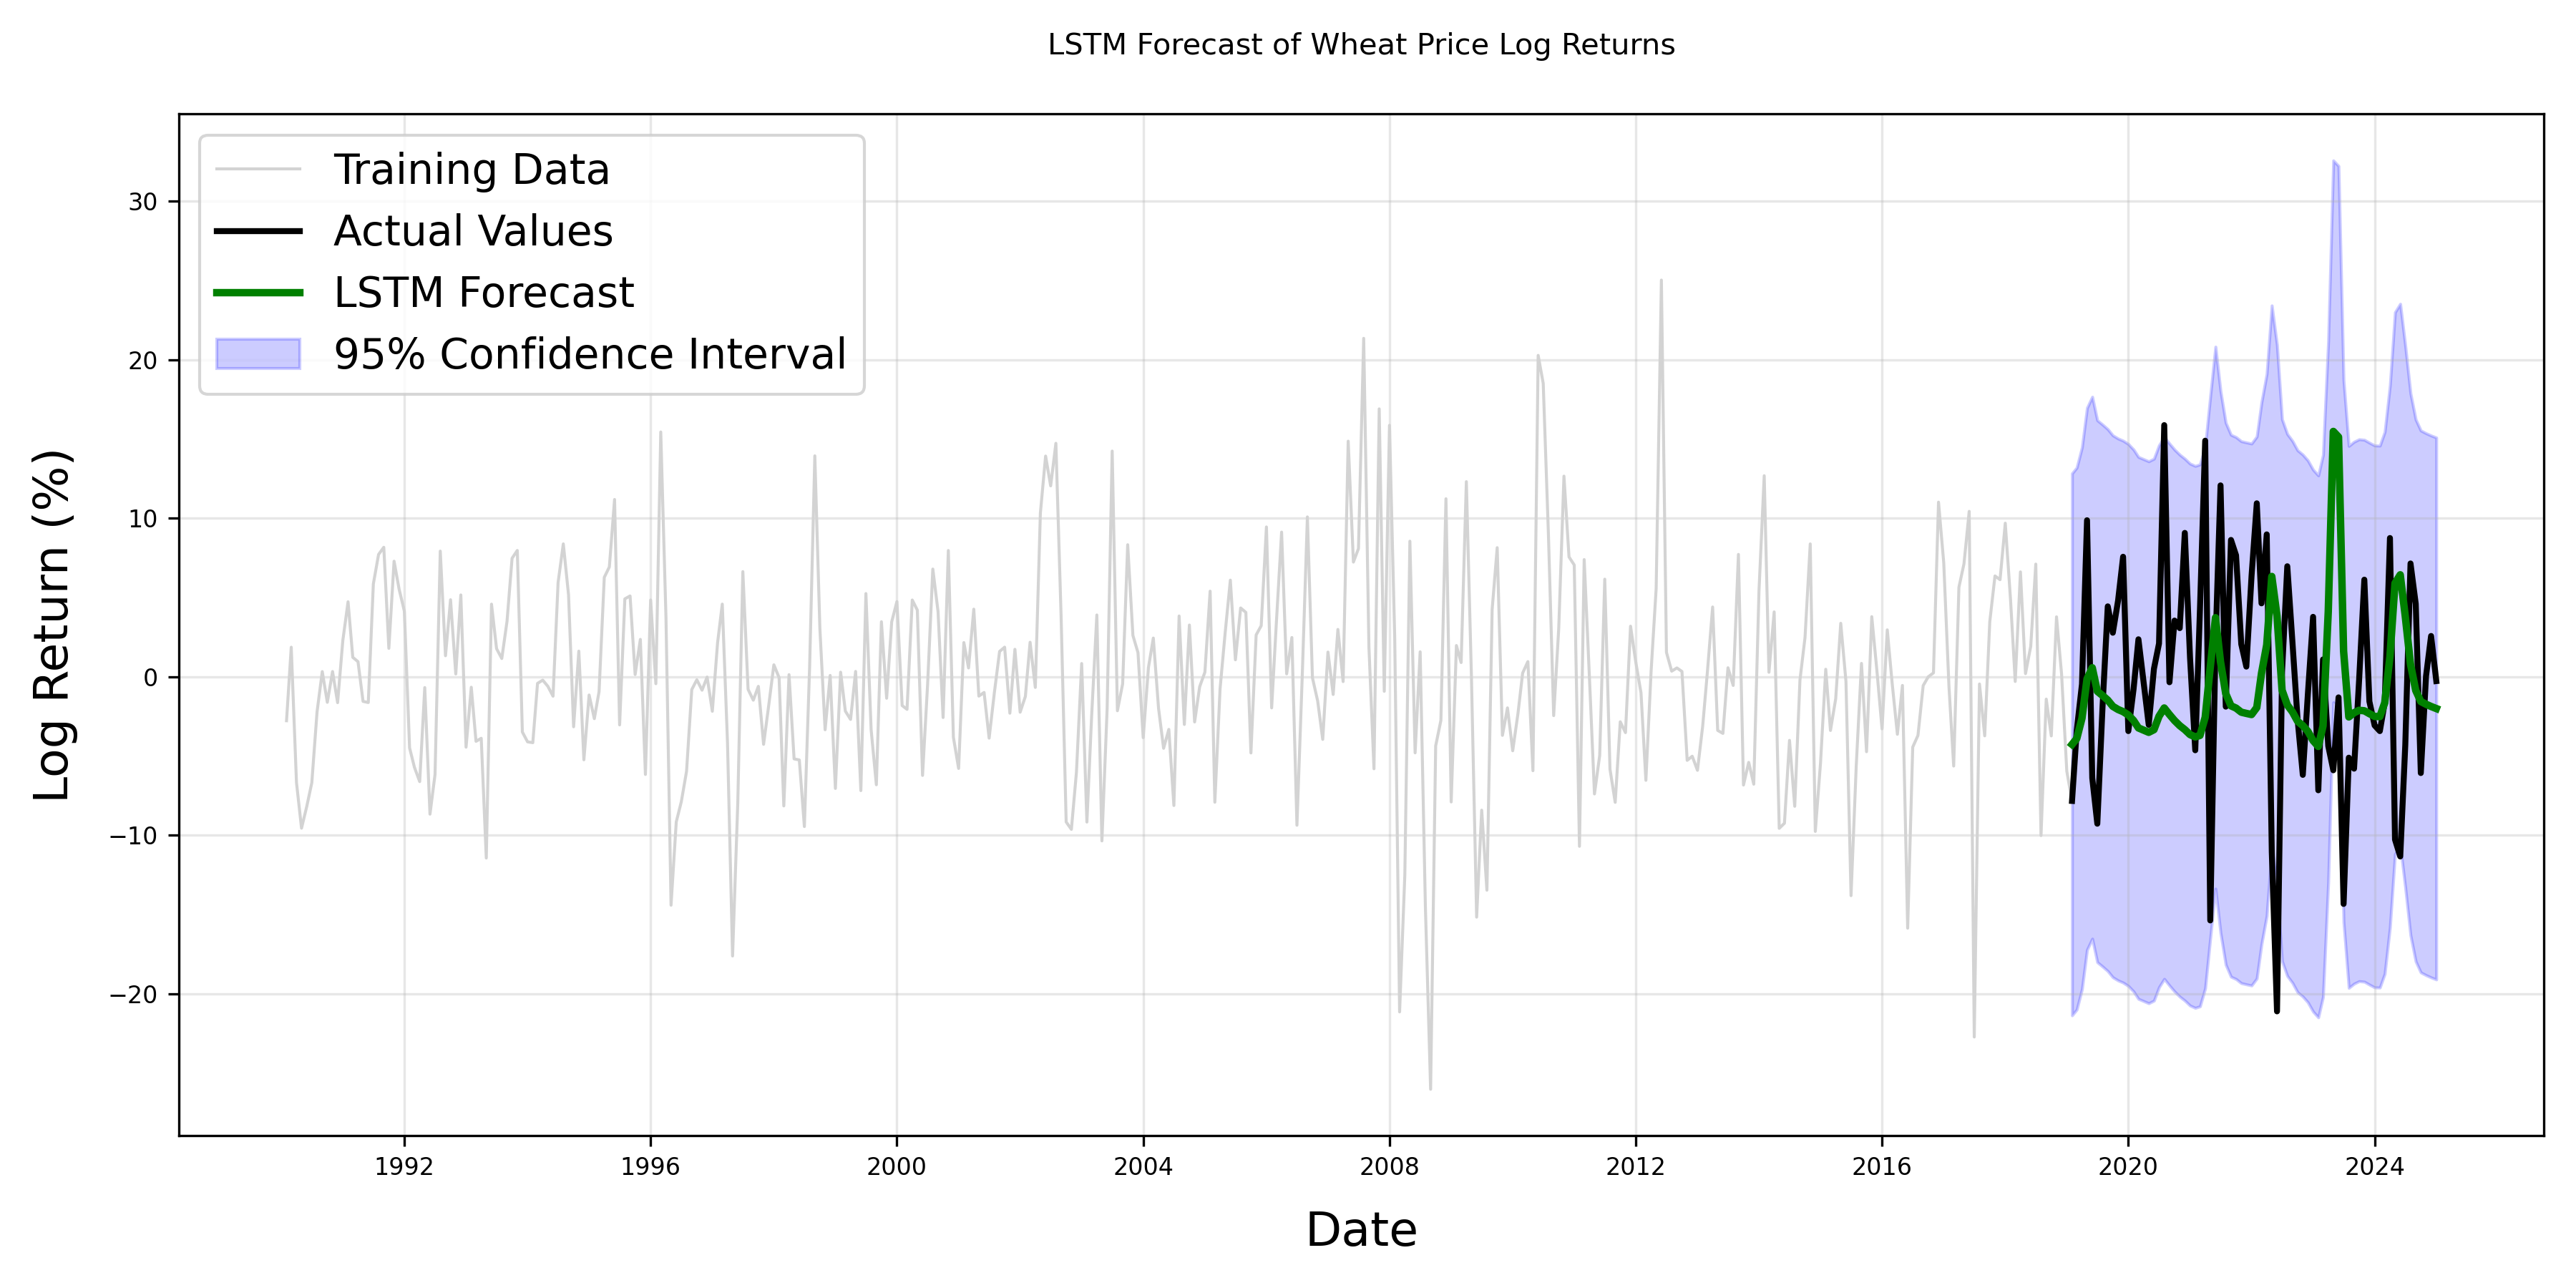 LSTM Forecast of Wheat Price Log Returns
Training Data
Actual Values
LSTM Forecast
95% Confidence Interval
Log Return (%)
30
20
10
0
−10
−20
1992 1996 2000 2004 2008 2012 2016 2020 2024
Date